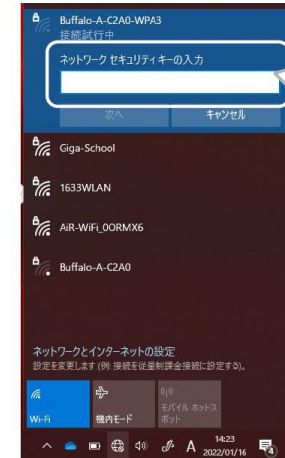 Buffalo-A-C2A0-WPA3
接続試行中
ネットワーク セキュリティ キーの入力
次へ
キャンセル
Giga-School
1633WLAN
AiR-WiFi_0ORMX6
Buffalo-A-C2A0
ネットワークとインターネットの設定
設定を変更します (例: 接続を従量制課金接続に設定する)。
Wi-Fi
機内モード
モバイル ホットス
ポット
A
14:23
2022/01/16
4